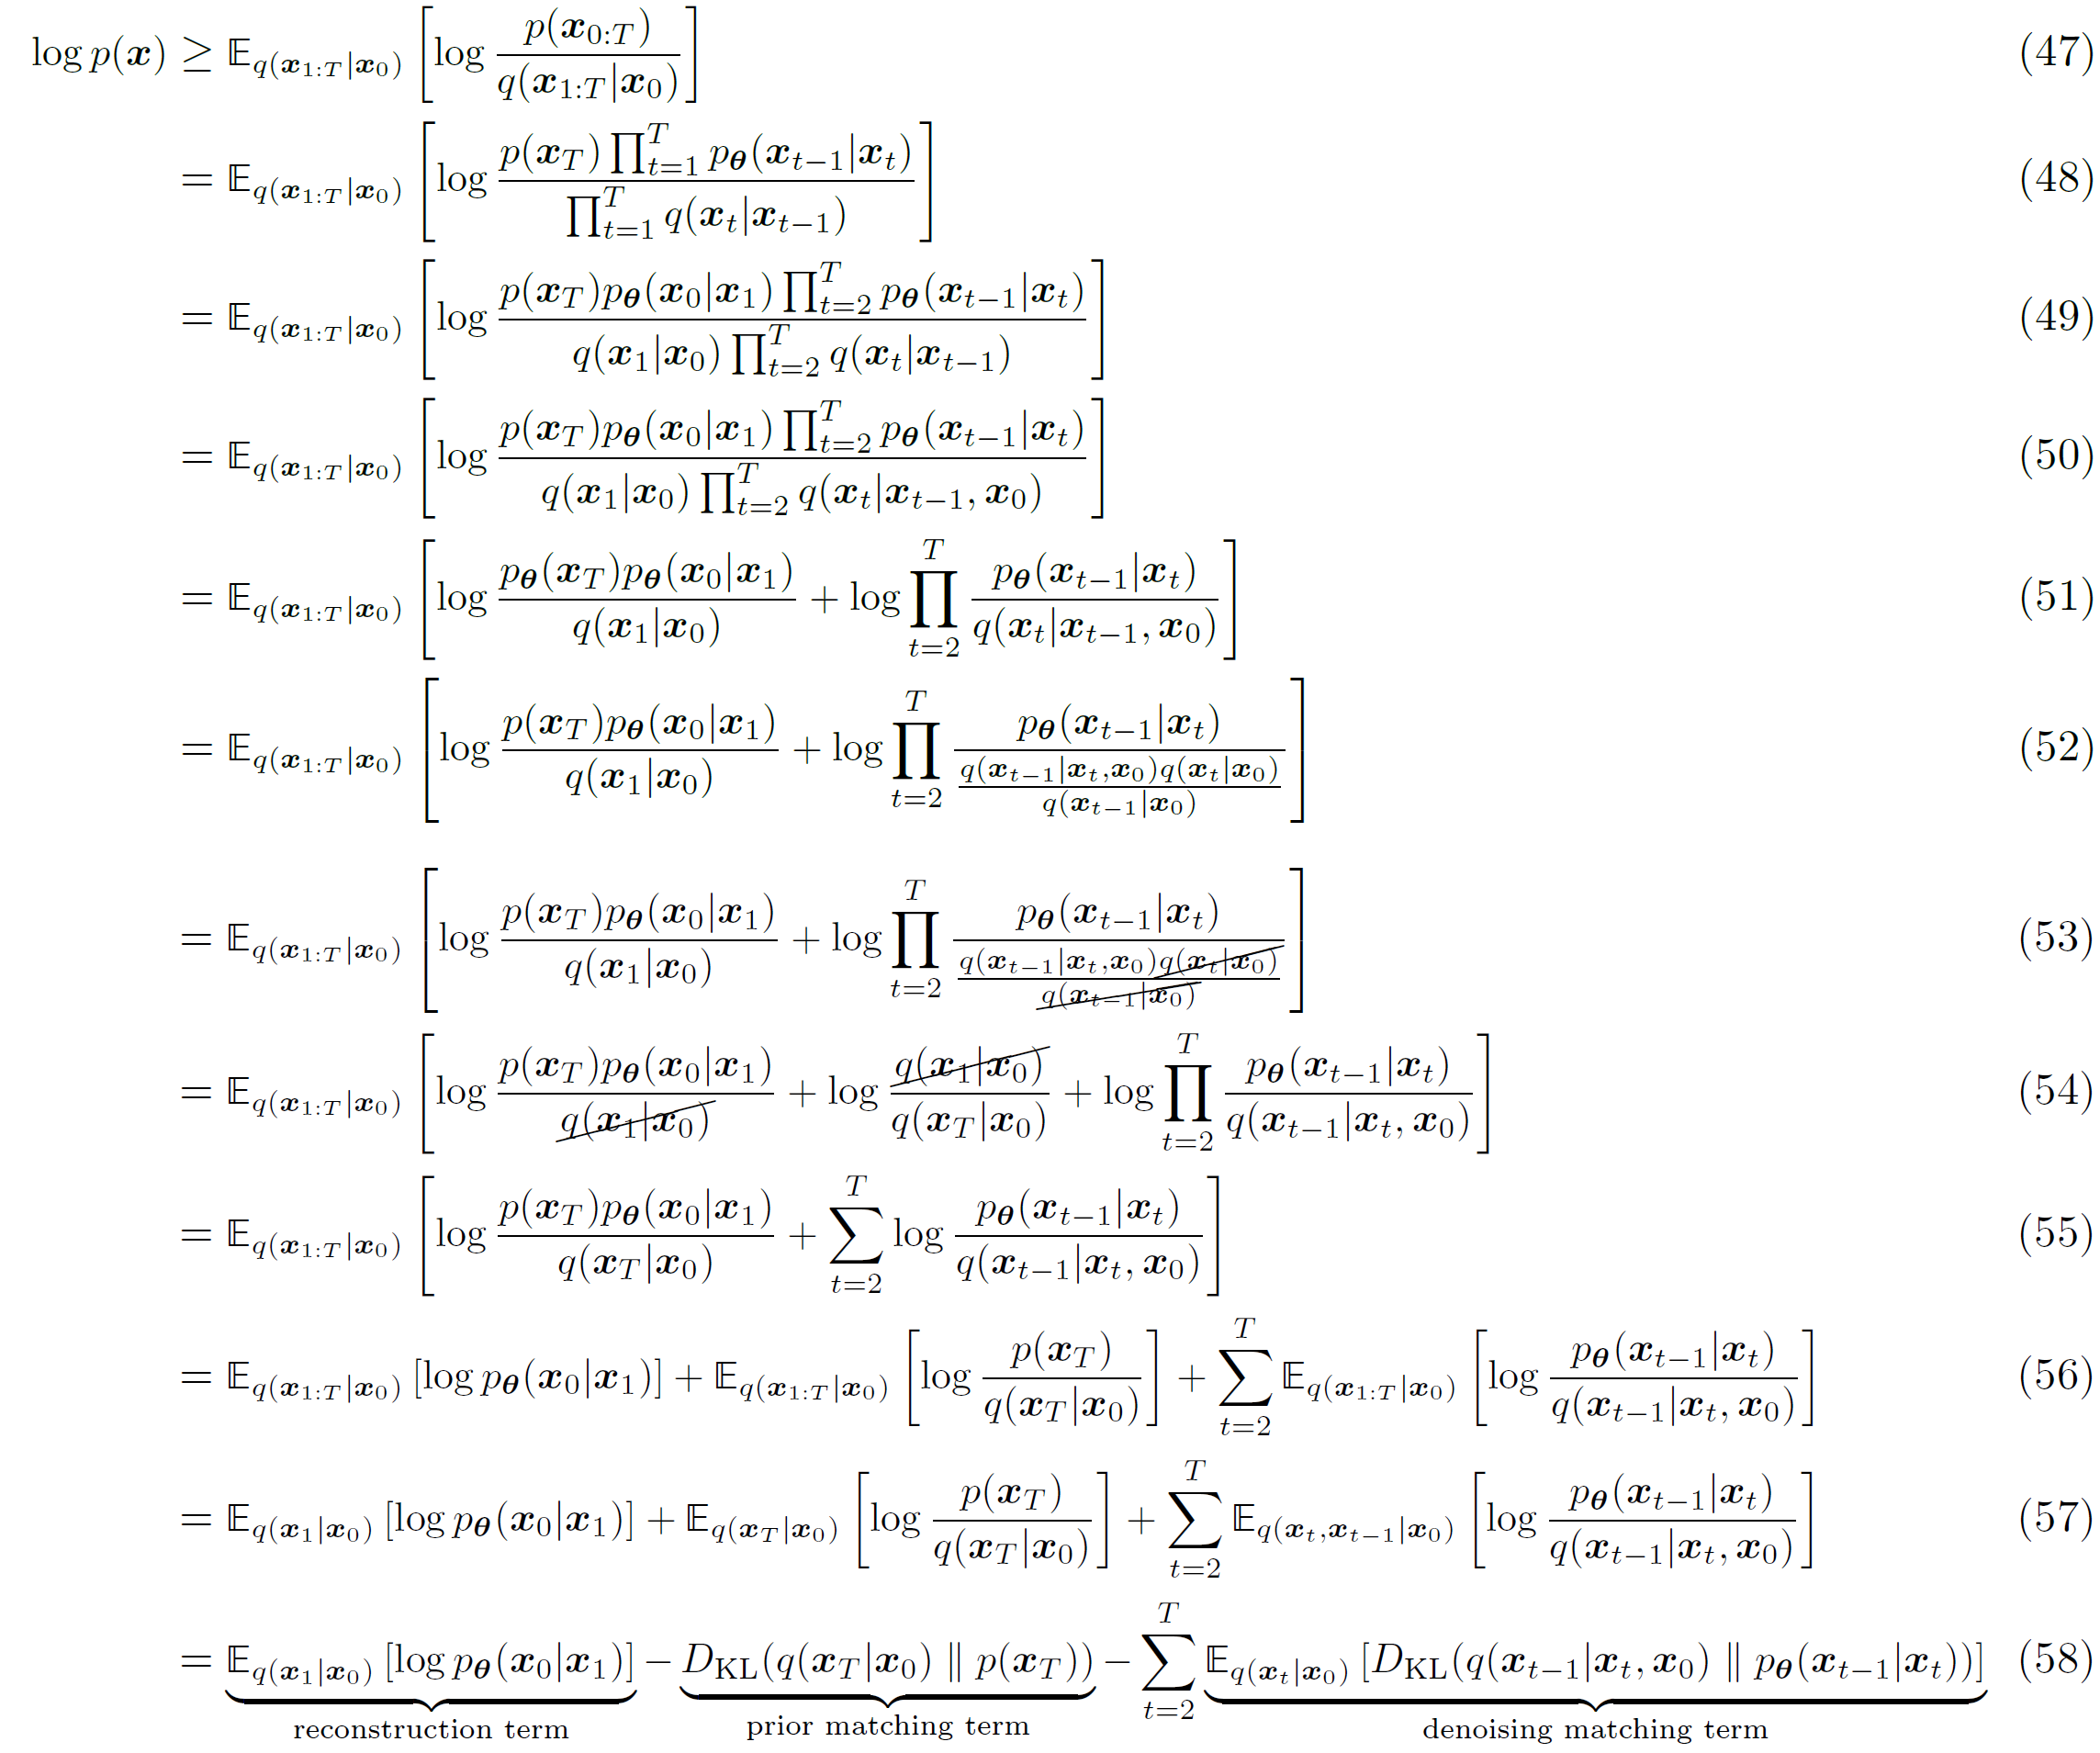 $\log p(\boldsymbol{x}) \geq \mathbb{E}_{q(\boldsymbol{x}_{1:T}|\boldsymbol{x}_0)}\left[\log \frac{p(\boldsymbol{x}_{0:T})}{q(\boldsymbol{x}_{1:T}|\boldsymbol{x}_0)}\right]$ (47)
$= \mathbb{E}_{q(\boldsymbol{x}_{1:T}|\boldsymbol{x}_0)}\left[\log \frac{p(\boldsymbol{x}_T)\prod_{t=1}^{T} p_{\boldsymbol{\theta}}(\boldsymbol{x}_{t-1}|\boldsymbol{x}_t)}{\prod_{t=1}^{T} q(\boldsymbol{x}_t|\boldsymbol{x}_{t-1})}\right]$ (48)
$= \mathbb{E}_{q(\boldsymbol{x}_{1:T}|\boldsymbol{x}_0)}\left[\log \frac{p(\boldsymbol{x}_T)p_{\boldsymbol{\theta}}(\boldsymbol{x}_0|\boldsymbol{x}_1)\prod_{t=2}^{T} p_{\boldsymbol{\theta}}(\boldsymbol{x}_{t-1}|\boldsymbol{x}_t)}{q(\boldsymbol{x}_1|\boldsymbol{x}_0)\prod_{t=2}^{T} q(\boldsymbol{x}_t|\boldsymbol{x}_{t-1})}\right]$ (49)
$= \mathbb{E}_{q(\boldsymbol{x}_{1:T}|\boldsymbol{x}_0)}\left[\log \frac{p(\boldsymbol{x}_T)p_{\boldsymbol{\theta}}(\boldsymbol{x}_0|\boldsymbol{x}_1)\prod_{t=2}^{T} p_{\boldsymbol{\theta}}(\boldsymbol{x}_{t-1}|\boldsymbol{x}_t)}{q(\boldsymbol{x}_1|\boldsymbol{x}_0)\prod_{t=2}^{T} q(\boldsymbol{x}_t|\boldsymbol{x}_{t-1}, \boldsymbol{x}_0)}\right]$ (50)
$= \mathbb{E}_{q(\boldsymbol{x}_{1:T}|\boldsymbol{x}_0)}\left[\log \frac{p_{\boldsymbol{\theta}}(\boldsymbol{x}_T)p_{\boldsymbol{\theta}}(\boldsymbol{x}_0|\boldsymbol{x}_1)}{q(\boldsymbol{x}_1|\boldsymbol{x}_0)} + \log \prod_{t=2}^{T} \frac{p_{\boldsymbol{\theta}}(\boldsymbol{x}_{t-1}|\boldsymbol{x}_t)}{q(\boldsymbol{x}_t|\boldsymbol{x}_{t-1}, \boldsymbol{x}_0)}\right]$ (51)
$= \mathbb{E}_{q(\boldsymbol{x}_{1:T}|\boldsymbol{x}_0)}\left[\log \frac{p(\boldsymbol{x}_T)p_{\boldsymbol{\theta}}(\boldsymbol{x}_0|\boldsymbol{x}_1)}{q(\boldsymbol{x}_1|\boldsymbol{x}_0)} + \log \prod_{t=2}^{T} \frac{p_{\boldsymbol{\theta}}(\boldsymbol{x}_{t-1}|\boldsymbol{x}_t)}{\frac{q(\boldsymbol{x}_{t-1}|\boldsymbol{x}_t, \boldsymbol{x}_0)q(\boldsymbol{x}_t|\boldsymbol{x}_0)}{q(\boldsymbol{x}_{t-1}|\boldsymbol{x}_0)}}\right]$ (52)
$= \mathbb{E}_{q(\boldsymbol{x}_{1:T}|\boldsymbol{x}_0)}\left[\log \frac{p(\boldsymbol{x}_T)p_{\boldsymbol{\theta}}(\boldsymbol{x}_0|\boldsymbol{x}_1)}{q(\boldsymbol{x}_1|\boldsymbol{x}_0)} + \log \prod_{t=2}^{T} \frac{p_{\boldsymbol{\theta}}(\boldsymbol{x}_{t-1}|\boldsymbol{x}_t)}{\frac{q(\boldsymbol{x}_{t-1}|\boldsymbol{x}_t, \boldsymbol{x}_0)\cancel{q(\boldsymbol{x}_t|\boldsymbol{x}_0)}}{\cancel{q(\boldsymbol{x}_{t-1}|\boldsymbol{x}_0)}}}\right]$ (53)
$= \mathbb{E}_{q(\boldsymbol{x}_{1:T}|\boldsymbol{x}_0)}\left[\log \frac{p(\boldsymbol{x}_T)p_{\boldsymbol{\theta}}(\boldsymbol{x}_0|\boldsymbol{x}_1)}{\cancel{q(\boldsymbol{x}_1|\boldsymbol{x}_0)}} + \log \frac{\cancel{q(\boldsymbol{x}_1|\boldsymbol{x}_0)}}{q(\boldsymbol{x}_T|\boldsymbol{x}_0)} + \log \prod_{t=2}^{T} \frac{p_{\boldsymbol{\theta}}(\boldsymbol{x}_{t-1}|\boldsymbol{x}_t)}{q(\boldsymbol{x}_{t-1}|\boldsymbol{x}_t, \boldsymbol{x}_0)}\right]$ (54)
$= \mathbb{E}_{q(\boldsymbol{x}_{1:T}|\boldsymbol{x}_0)}\left[\log \frac{p(\boldsymbol{x}_T)p_{\boldsymbol{\theta}}(\boldsymbol{x}_0|\boldsymbol{x}_1)}{q(\boldsymbol{x}_T|\boldsymbol{x}_0)} + \sum_{t=2}^{T} \log \frac{p_{\boldsymbol{\theta}}(\boldsymbol{x}_{t-1}|\boldsymbol{x}_t)}{q(\boldsymbol{x}_{t-1}|\boldsymbol{x}_t, \boldsymbol{x}_0)}\right]$ (55)
$= \mathbb{E}_{q(\boldsymbol{x}_{1:T}|\boldsymbol{x}_0)}\left[\log p_{\boldsymbol{\theta}}(\boldsymbol{x}_0|\boldsymbol{x}_1)\right] + \mathbb{E}_{q(\boldsymbol{x}_{1:T}|\boldsymbol{x}_0)}\left[\log \frac{p(\boldsymbol{x}_T)}{q(\boldsymbol{x}_T|\boldsymbol{x}_0)}\right] + \sum_{t=2}^{T} \mathbb{E}_{q(\boldsymbol{x}_{1:T}|\boldsymbol{x}_0)}\left[\log \frac{p_{\boldsymbol{\theta}}(\boldsymbol{x}_{t-1}|\boldsymbol{x}_t)}{q(\boldsymbol{x}_{t-1}|\boldsymbol{x}_t, \boldsymbol{x}_0)}\right]$ (56)
$= \mathbb{E}_{q(\boldsymbol{x}_1|\boldsymbol{x}_0)}\left[\log p_{\boldsymbol{\theta}}(\boldsymbol{x}_0|\boldsymbol{x}_1)\right] + \mathbb{E}_{q(\boldsymbol{x}_T|\boldsymbol{x}_0)}\left[\log \frac{p(\boldsymbol{x}_T)}{q(\boldsymbol{x}_T|\boldsymbol{x}_0)}\right] + \sum_{t=2}^{T} \mathbb{E}_{q(\boldsymbol{x}_t, \boldsymbol{x}_{t-1}|\boldsymbol{x}_0)}\left[\log \frac{p_{\boldsymbol{\theta}}(\boldsymbol{x}_{t-1}|\boldsymbol{x}_t)}{q(\boldsymbol{x}_{t-1}|\boldsymbol{x}_t, \boldsymbol{x}_0)}\right]$ (57)
$= \underbrace{\mathbb{E}_{q(\boldsymbol{x}_1|\boldsymbol{x}_0)}\left[\log p_{\boldsymbol{\theta}}(\boldsymbol{x}_0|\boldsymbol{x}_1)\right]} - \underbrace{D_{\mathrm{KL}}(q(\boldsymbol{x}_T|\boldsymbol{x}_0) \parallel p(\boldsymbol{x}_T))} - \sum_{t=2}^{T} \underbrace{\mathbb{E}_{q(\boldsymbol{x}_t|\boldsymbol{x}_0)}\left[D_{\mathrm{KL}}(q(\boldsymbol{x}_{t-1}|\boldsymbol{x}_t, \boldsymbol{x}_0) \parallel p_{\boldsymbol{\theta}}(\boldsymbol{x}_{t-1}|\boldsymbol{x}_t))\right]}$ (58)
reconstruction term prior matching term denoising matching term